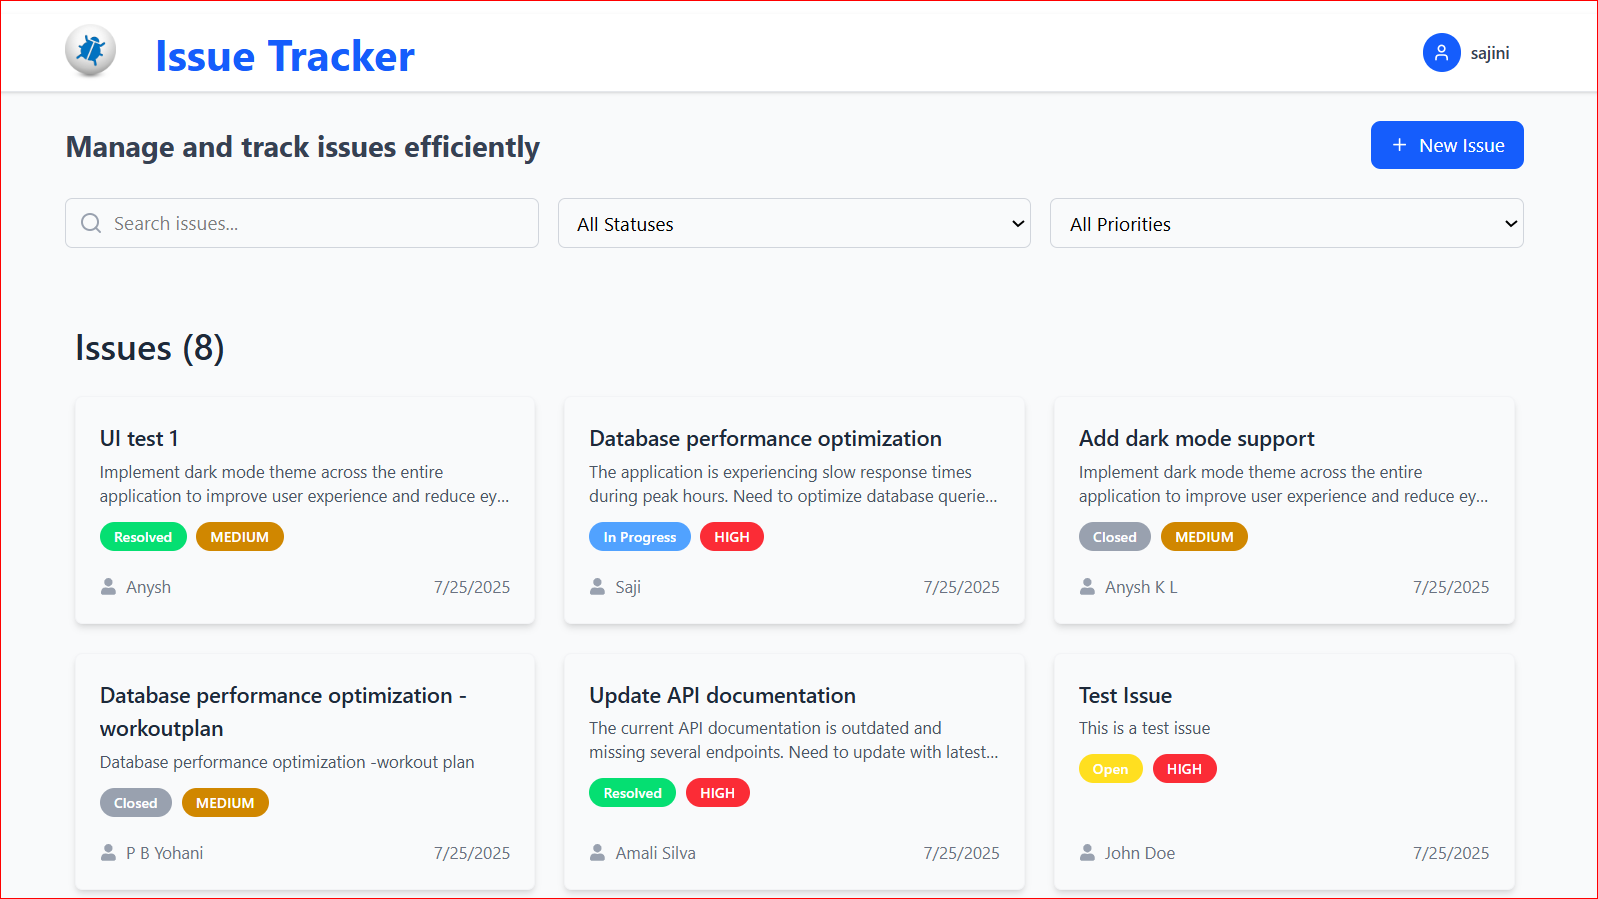 Issue Tracker
sajini
Manage and track issues efficiently
New Issue
Search issues...
All Statuses
All Priorities
Issues (8)
UI test 1
Implement dark mode theme across the entire
application to improve user experience and reduce ey...
Resolved
MEDIUM
Anysh
7/25/2025
Database performance optimization
The application is experiencing slow response times
during peak hours. Need to optimize database querie...
In Progress
HIGH
Saji
7/25/2025
Add dark mode support
Implement dark mode theme across the entire
application to improve user experience and reduce ey...
Closed
MEDIUM
Anysh K L
7/25/2025
Database performance optimization -
workoutplan
Database performance optimization -workout plan
Closed
MEDIUM
P B Yohani
7/25/2025
Update API documentation
The current API documentation is outdated and
missing several endpoints. Need to update with latest...
Resolved
HIGH
Amali Silva
7/25/2025
Test Issue
This is a test issue
Open
HIGH
John Doe
7/25/2025